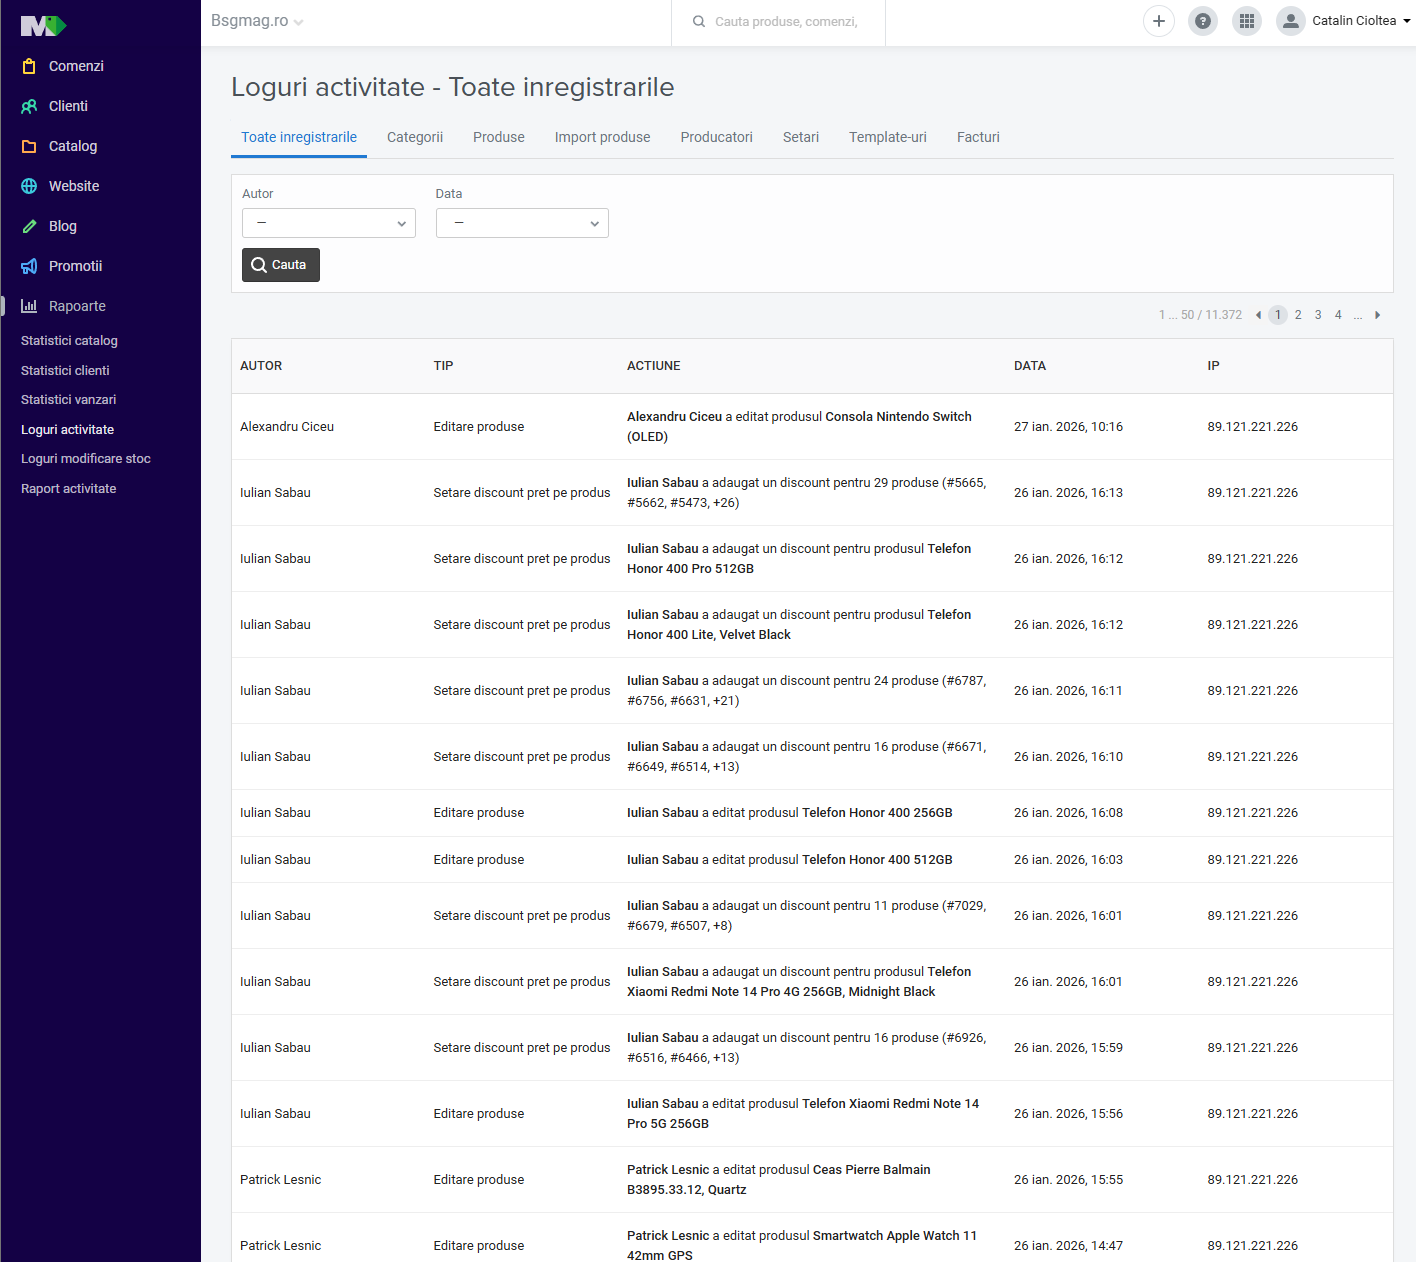 Bsgmag.ro
Cauta produse, comenzi,
Catalin Cioltea
Comenzi
Clienti
Catalog
Website
Blog
Promotii
Rapoarte
Statistici catalog
Statistici clienti
Statistici vanzari
Loguri activitate
Loguri modificare stoc
Raport activitate
Loguri activitate - Toate inregistrarile
Toate inregistrarile Categorii Produse Import produse Producatori Setari Template-uri Facturi
Autor Data
— —
Cauta
1 ... 50 / 11.372 1 2 3 4 ...
AUTOR TIP ACTIUNE DATA IP
Alexandru Ciceu Editare produse Alexandru Ciceu a editat produsul Consola Nintendo Switch
(OLED) 27 ian. 2026, 10:16 89.121.221.226
Iulian Sabau Setare discount pret pe produs Iulian Sabau a adaugat un discount pentru 29 produse (#5665,
#5662, #5473, +26) 26 ian. 2026, 16:13 89.121.221.226
Iulian Sabau Setare discount pret pe produs Iulian Sabau a adaugat un discount pentru produsul Telefon
Honor 400 Pro 512GB 26 ian. 2026, 16:12 89.121.221.226
Iulian Sabau Setare discount pret pe produs Iulian Sabau a adaugat un discount pentru produsul Telefon
Honor 400 Lite, Velvet Black 26 ian. 2026, 16:12 89.121.221.226
Iulian Sabau Setare discount pret pe produs Iulian Sabau a adaugat un discount pentru 24 produse (#6787,
#6756, #6631, +21) 26 ian. 2026, 16:11 89.121.221.226
Iulian Sabau Setare discount pret pe produs Iulian Sabau a adaugat un discount pentru 16 produse (#6671,
#6649, #6514, +13) 26 ian. 2026, 16:10 89.121.221.226
Iulian Sabau Editare produse Iulian Sabau a editat produsul Telefon Honor 400 256GB 26 ian. 2026, 16:08 89.121.221.226
Iulian Sabau Editare produse Iulian Sabau a editat produsul Telefon Honor 400 512GB 26 ian. 2026, 16:03 89.121.221.226
Iulian Sabau Setare discount pret pe produs Iulian Sabau a adaugat un discount pentru 11 produse (#7029,
#6679, #6507, +8) 26 ian. 2026, 16:01 89.121.221.226
Iulian Sabau Setare discount pret pe produs Iulian Sabau a adaugat un discount pentru produsul Telefon
Xiaomi Redmi Note 14 Pro 4G 256GB, Midnight Black 26 ian. 2026, 16:01 89.121.221.226
Iulian Sabau Setare discount pret pe produs Iulian Sabau a adaugat un discount pentru 16 produse (#6926,
#6516, #6466, +13) 26 ian. 2026, 15:59 89.121.221.226
Iulian Sabau Editare produse Iulian Sabau a editat produsul Telefon Xiaomi Redmi Note 14
Pro 5G 256GB 26 ian. 2026, 15:56 89.121.221.226
Patrick Lesnic Editare produse Patrick Lesnic a editat produsul Ceas Pierre Balmain
B3895.33.12, Quartz 26 ian. 2026, 15:55 89.121.221.226
Patrick Lesnic Editare produse Patrick Lesnic a editat produsul Smartwatch Apple Watch 11
42mm GPS 26 ian. 2026, 14:47 89.121.221.226